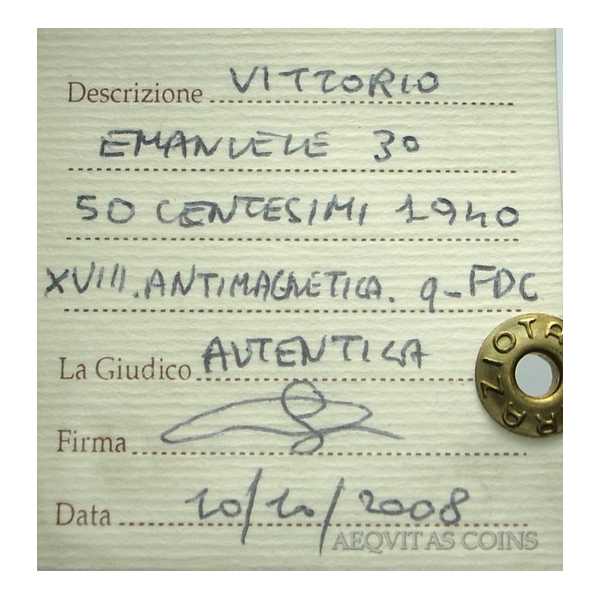 Descrizione VITTORIO
EMANUELE 3°
50 CENTESIMI 1940
XVIII. ANTIMAGNETICA. q-FDC
La Giudico AUTENTICA
Firma
Data 10/10/2008
AEQVITAS COINS